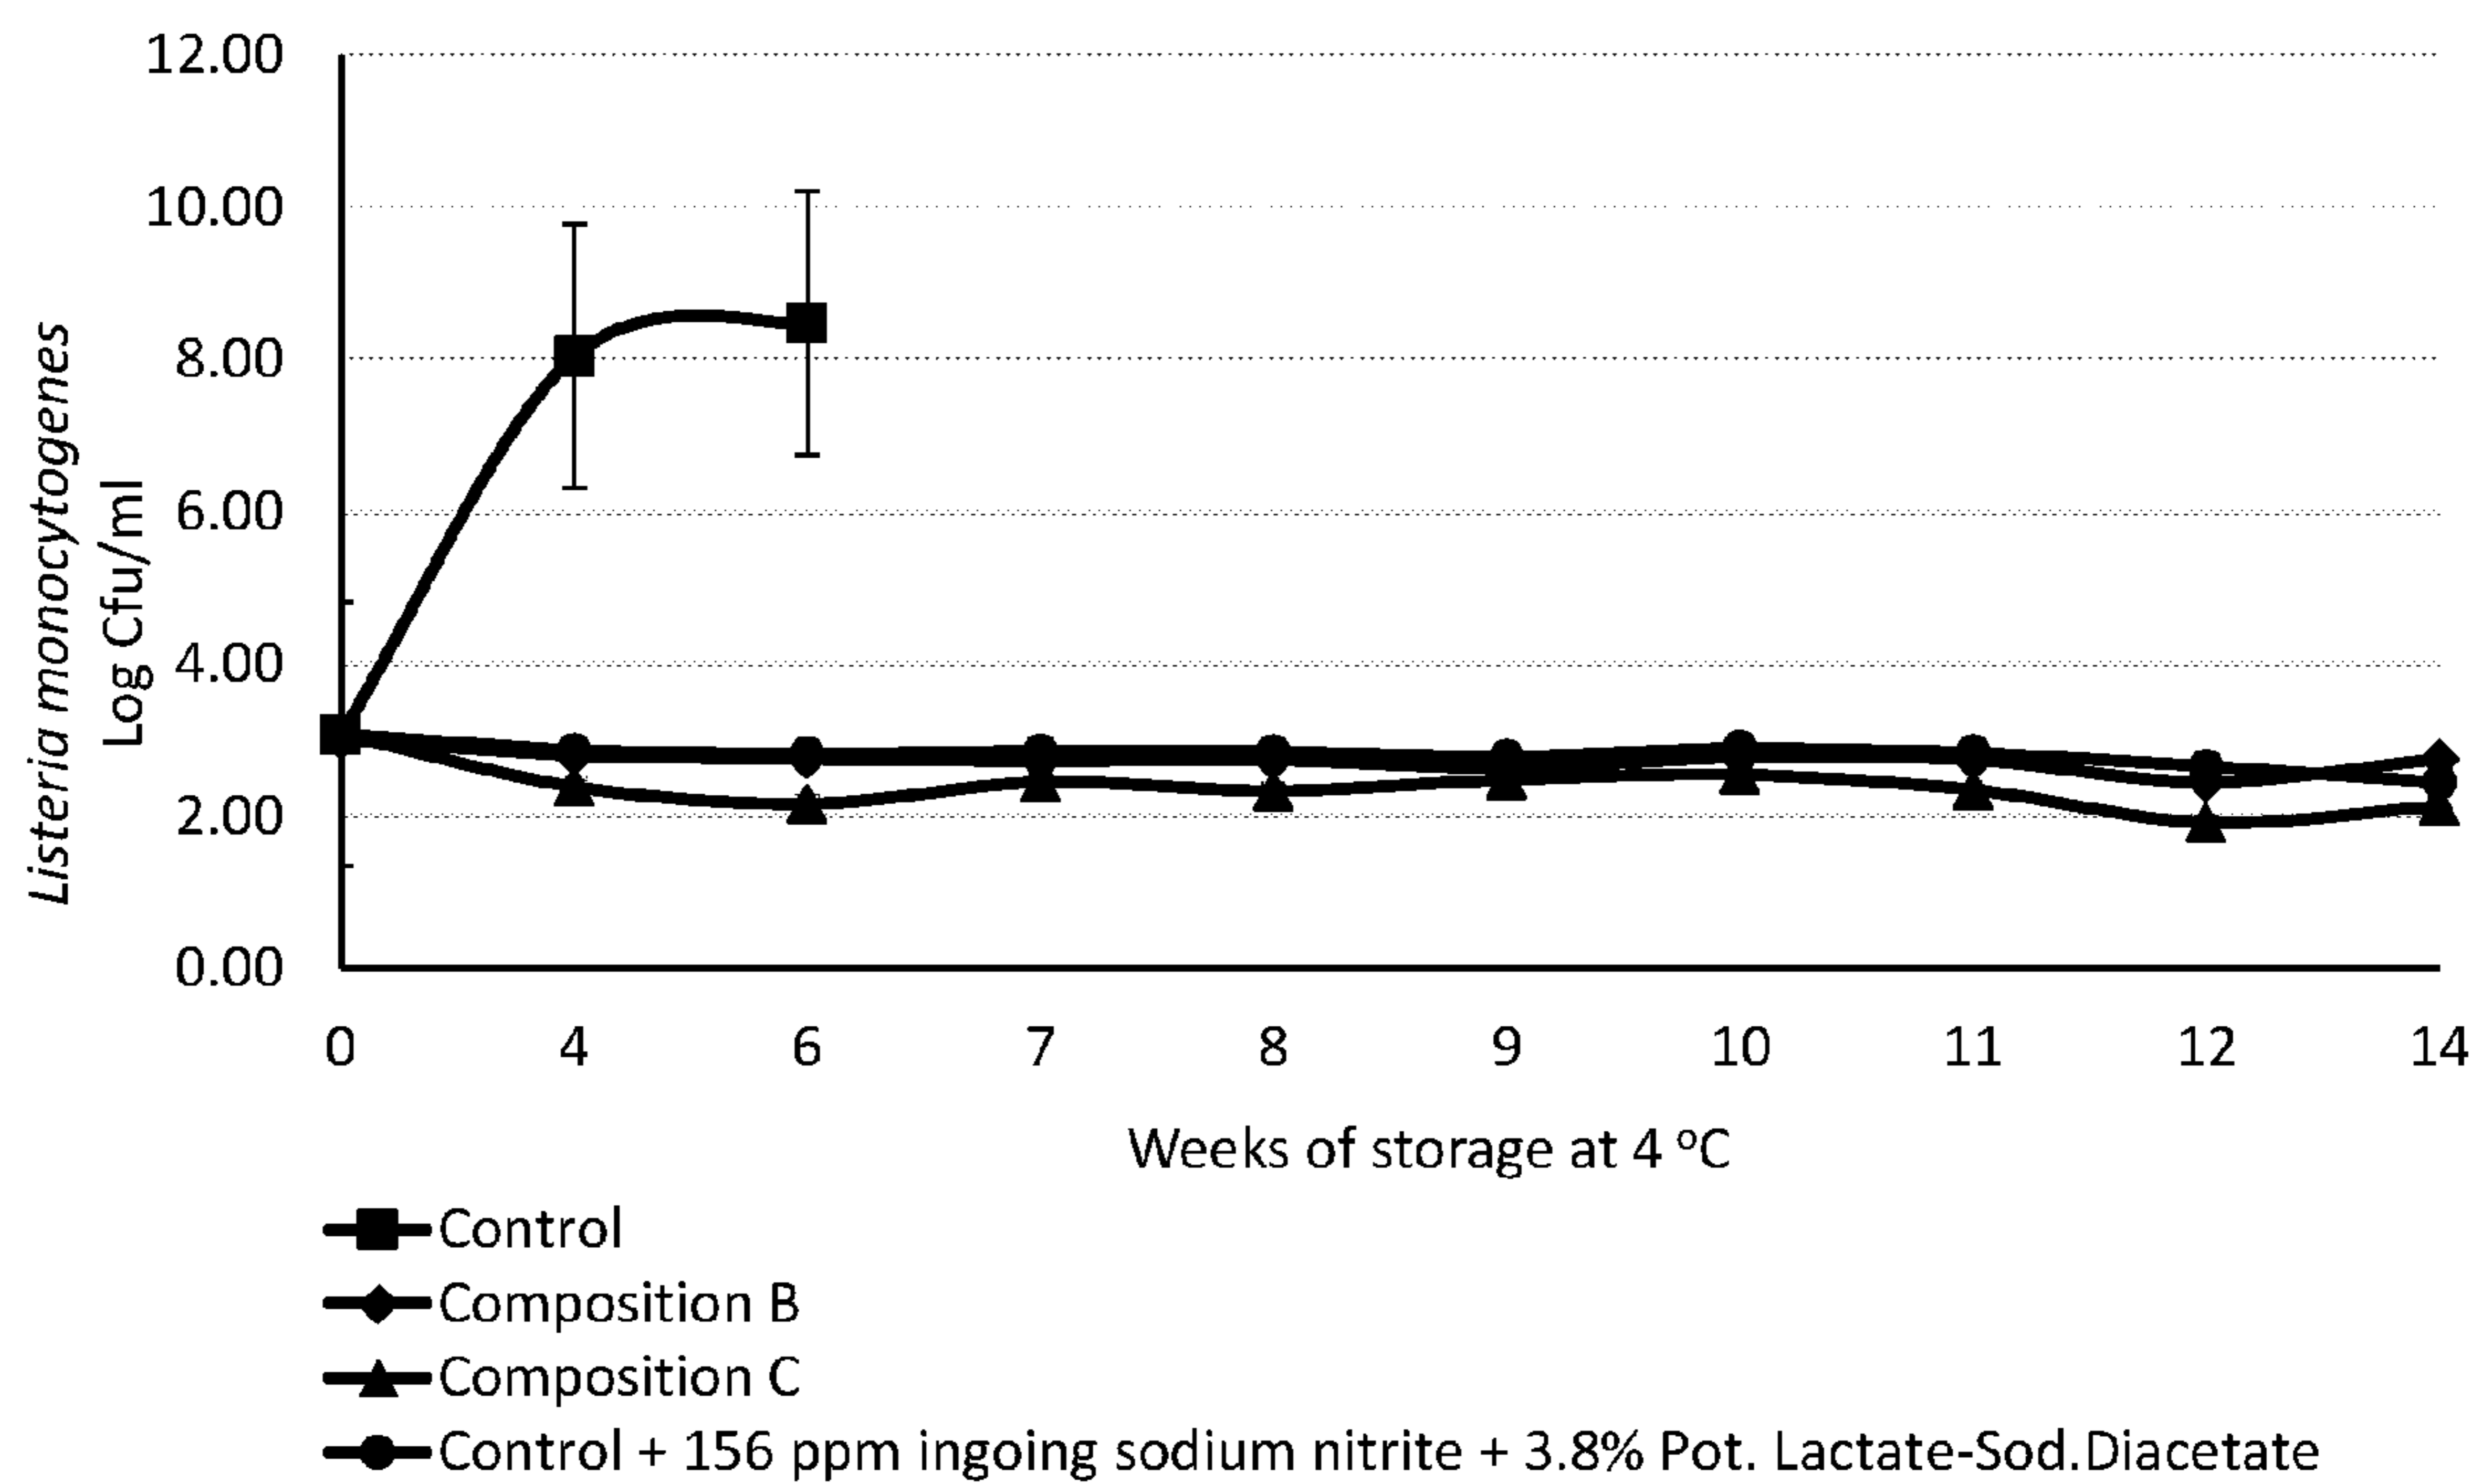 12.00
10.00
8.00
6.00
4.00
2.00
0.00
Listeria monocytogenes
Log Cfu/ml
0 4 6 7 8 9 10 11 12 14
Weeks of storage at 4 ºC
Control
Composition B
Composition C
Control + 156 ppm ingoing sodium nitrite + 3.8% Pot. Lactate-Sod.Diacetate